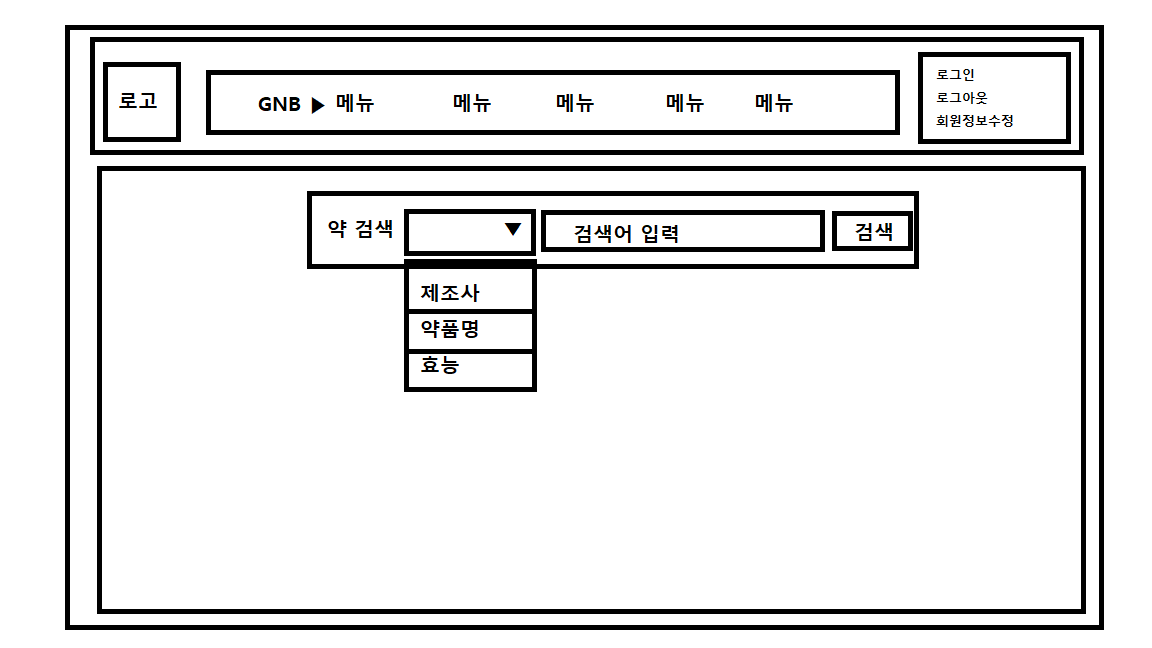 로고
GNB ▶ 메뉴 메뉴 메뉴 메뉴 메뉴
로그인
로그아웃
회원정보수정
약 검색 ▼ 검색어 입력 검색
제조사
약품명
효능